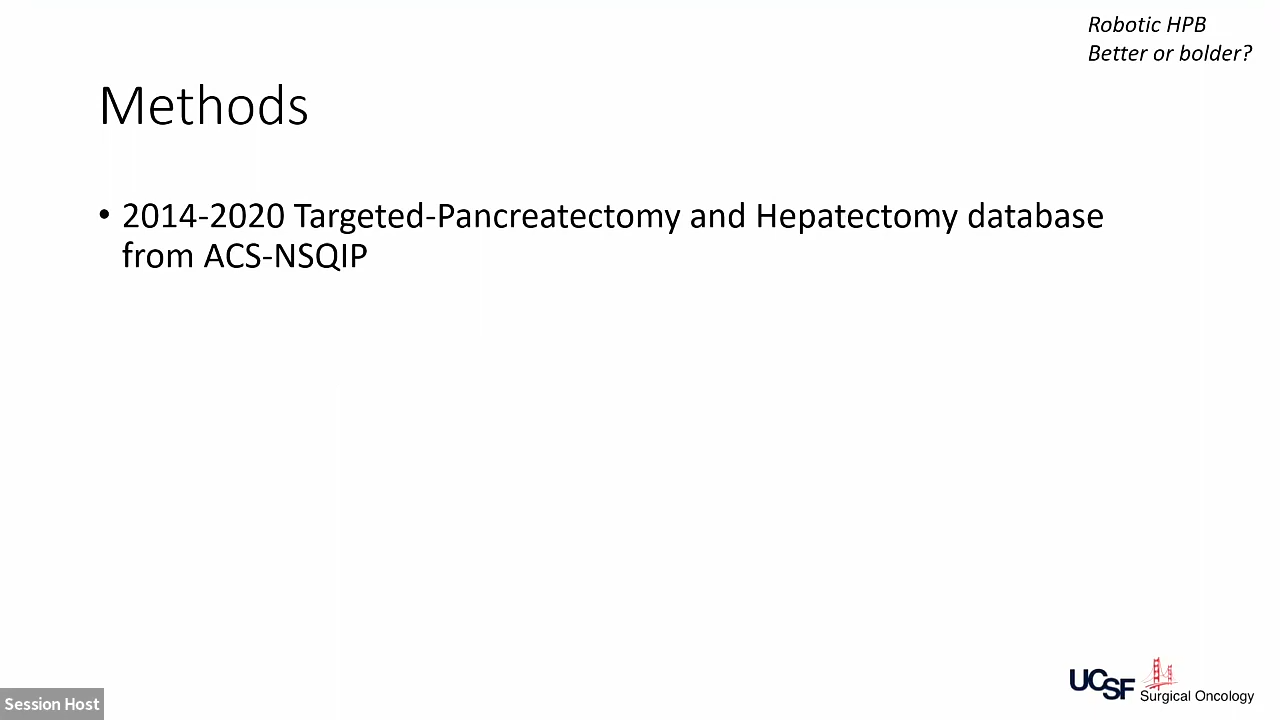 Robotic HPB
Better or bolder?
Methods
• 2014-2020 Targeted-Pancreatectomy and Hepatectomy database
from ACS-NSQIP
UCSF Surgical Oncology
Session Host